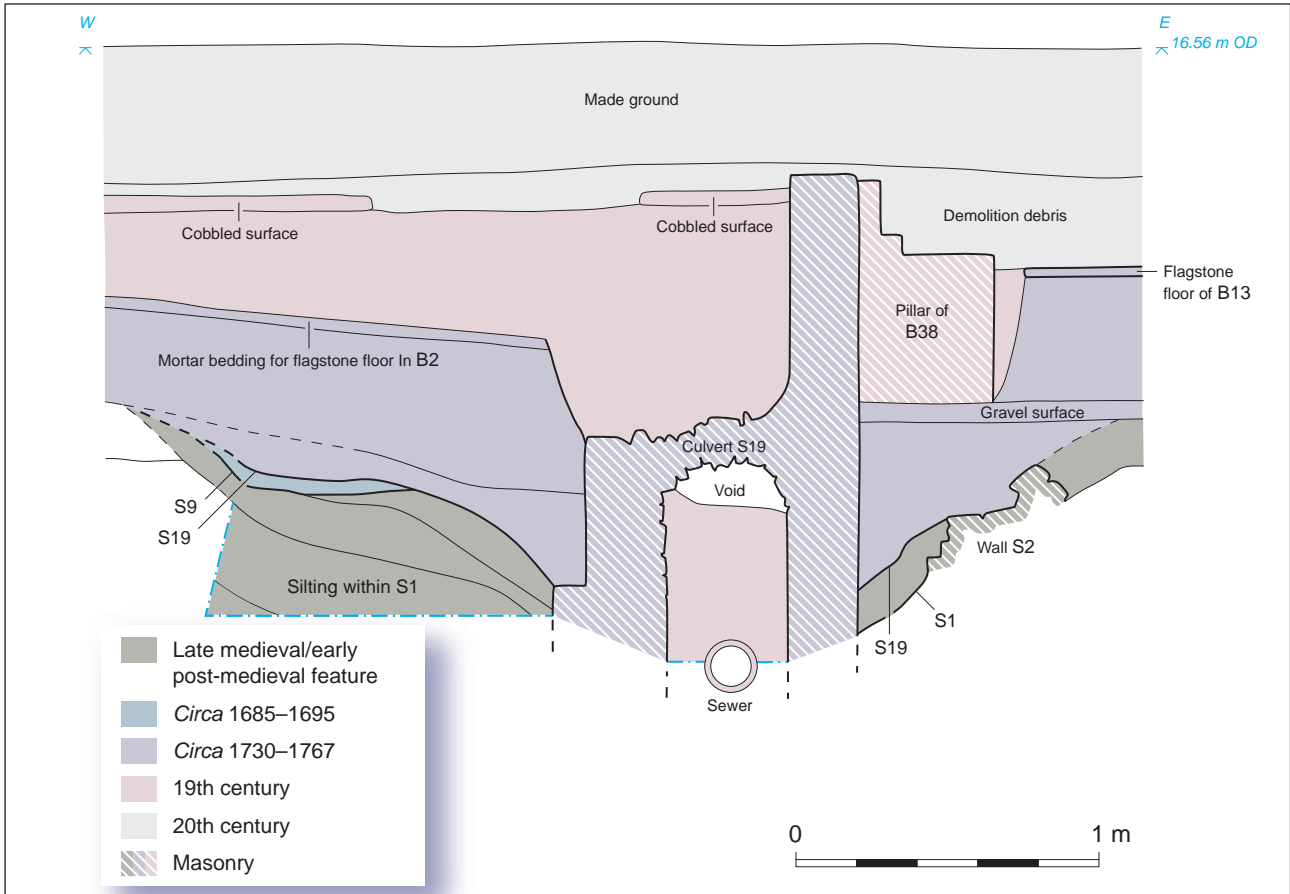 W
E
16.56 m OD
Made ground
Cobbled surface
Cobbled surface
Demolition debris
Flagstone
floor of B13
Pillar of
B38
Mortar bedding for flagstone floor In B2
Gravel surface
Culvert S19
Void
S9
S19
Wall S2
Silting within S1
S1
S19
Sewer
Late medieval/early
post-medieval feature
Circa 1685–1695
Circa 1730–1767
19th century
20th century
Masonry
0
1 m